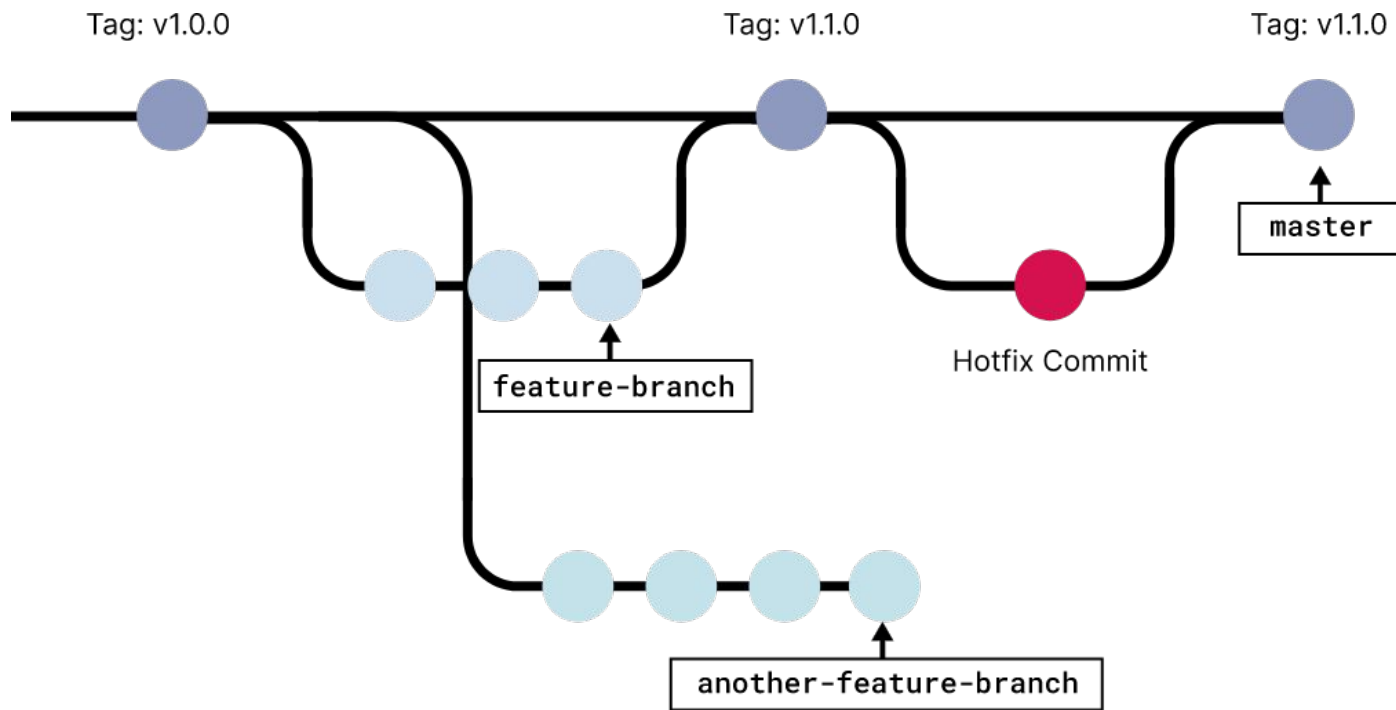 Tag: v1.0.0
Tag: v1.1.0
Tag: v1.1.0
master
feature-branch
Hotfix Commit
another-feature-branch